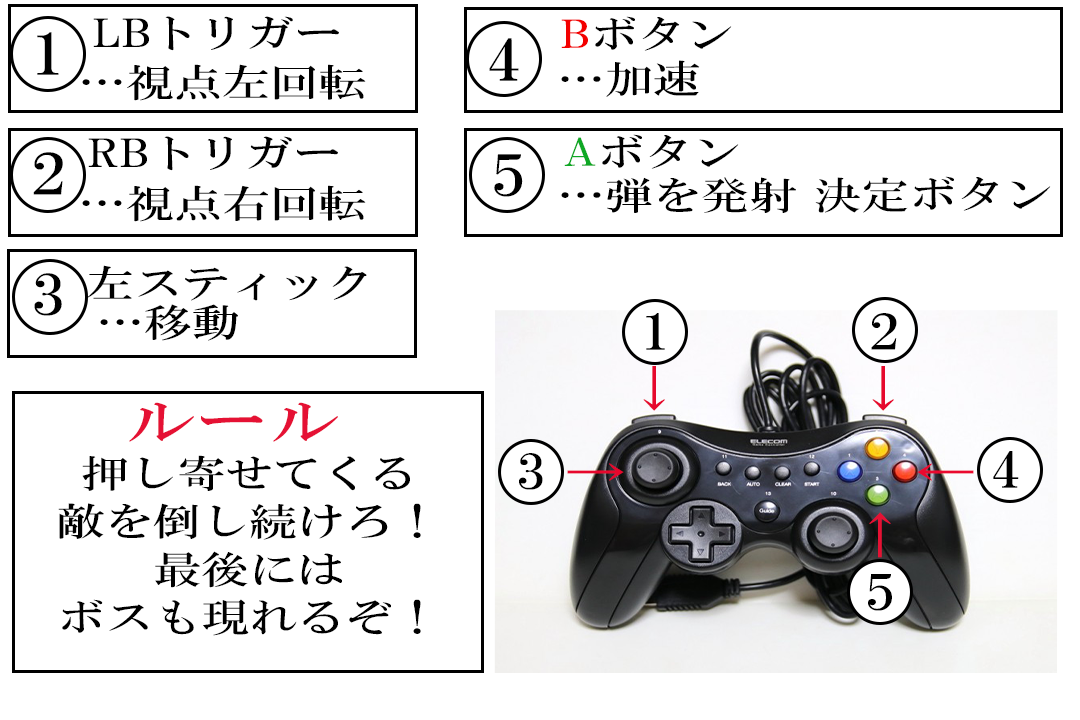 ① LBトリガー
…視点左回転
② RBトリガー
…視点右回転
③ 左スティック
…移動
④ Bボタン
…加速
⑤ Aボタン
…弾を発射 決定ボタン
ルール
押し寄せてくる
敵を倒し続けろ！
最後には
ボスも現れるぞ！
①
②
③
④
⑤
ELECOM
11
12
BACK
AUTO
CLEAR
START
13
Guide
10
9
1
3
4